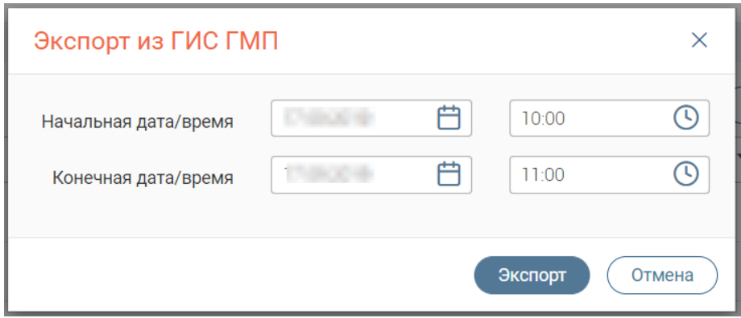 Экспорт из ГИС ГМП
Начальная дата/время 10:00
Конечная дата/время 11:00
Экспорт Отмена